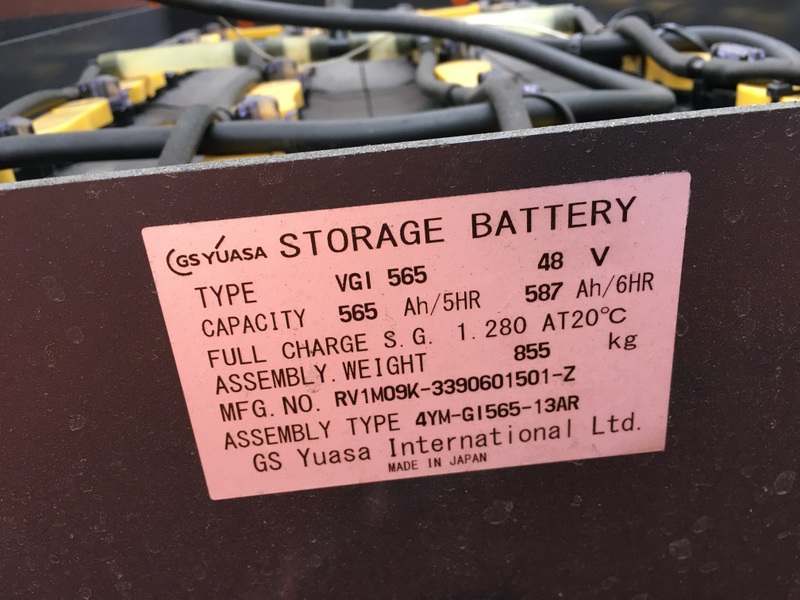 GS YUASA STORAGE BATTERY
TYPE VGI 565 48 V
CAPACITY 565 Ah/5HR 587 Ah/6HR
FULL CHARGE S.G. 1.280 AT20℃
ASSEMBLY.WEIGHT 855 kg
MFG.NO. RV1M09K-3390601501-Z
ASSEMBLY TYPE 4YM-GI565-13AR
GS Yuasa International Ltd.
MADE IN JAPAN